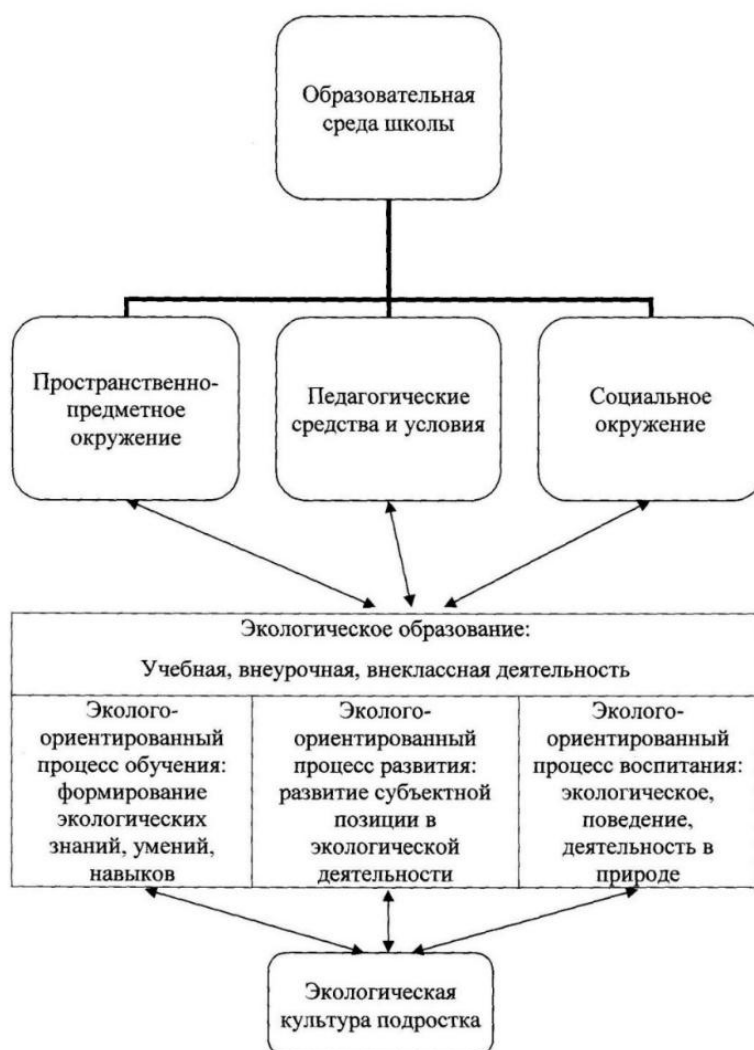 Образовательная
среда школы
Пространственно-
предметное
окружение
Педагогические
средства и условия
Социальное
окружение
Экологическое образование:
Учебная, внеурочная, внеклассная деятельность
Эколого-
ориентированный
процесс обучения:
формирование
экологических
знаний, умений,
навыков
Эколого-
ориентированный
процесс развития:
развитие субъектной
позиции в
экологической
деятельности
Эколого-
ориентированный
процесс воспитания:
экологическое,
поведение,
деятельность в
природе
Экологическая
культура подростка